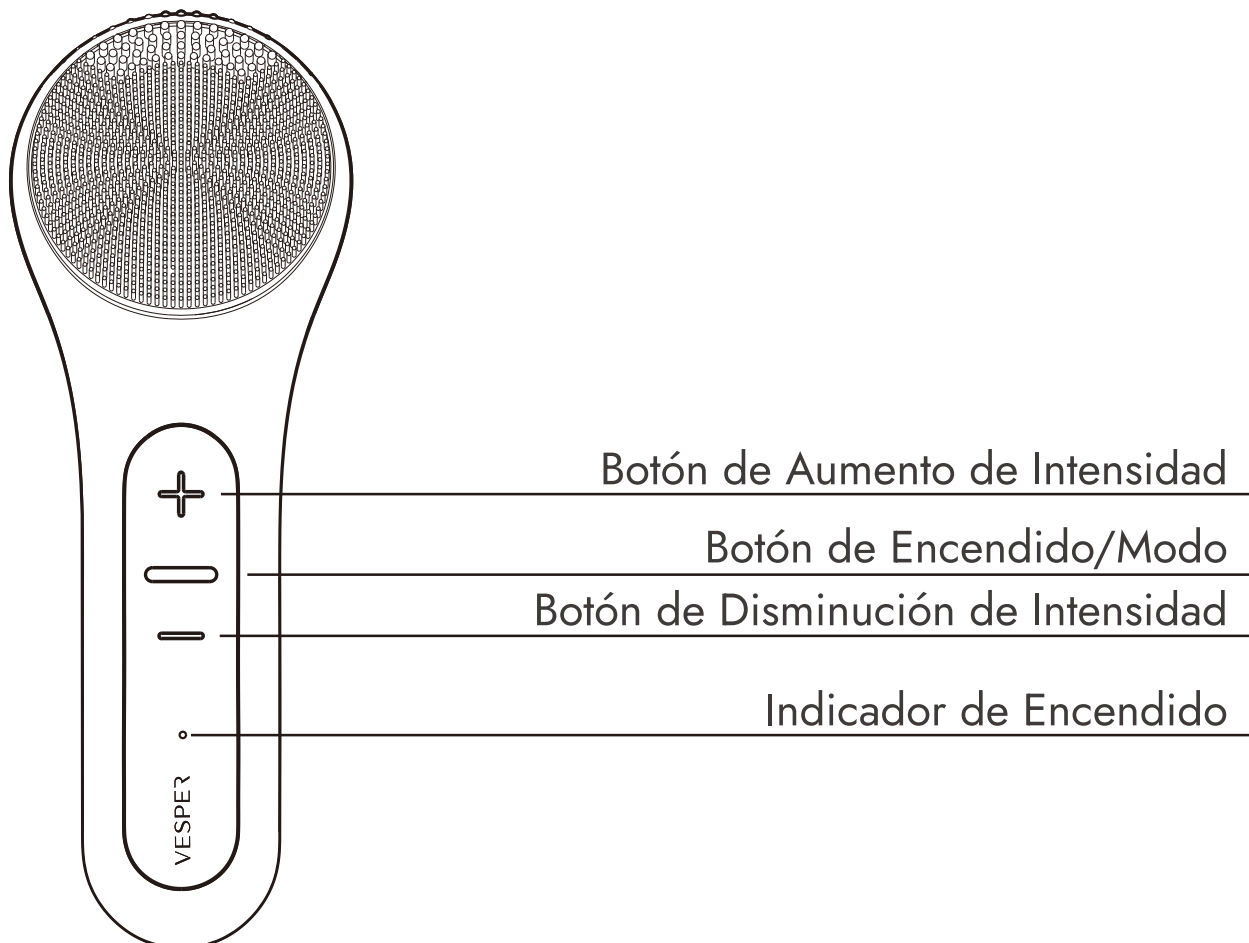 Botón de Aumento de Intensidad
Botón de Encendido/Modo
Botón de Disminución de Intensidad
Indicador de Encendido
VESPER